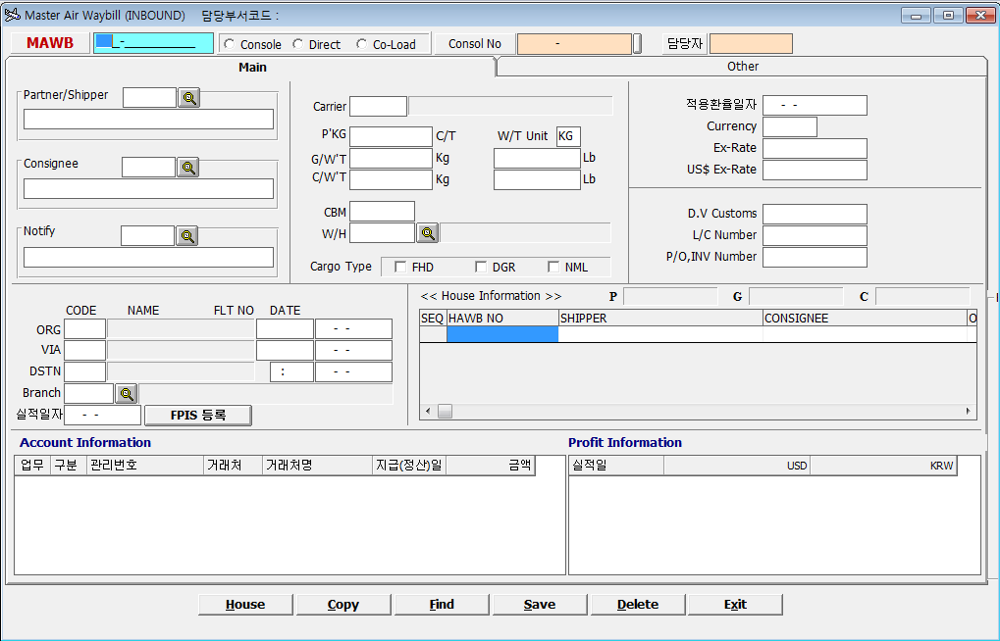 Master Air Waybill (INBOUND) 담당부서코드 :
MAWB _-__________ Console Direct Co-Load Consol No - 담당자
Main Other
Partner/Shipper
Consignee
Notify
Carrier
P'KG C/T W/T Unit KG
G/W'T Kg Lb
C/W'T Kg Lb
CBM
W/H
Cargo Type FHD DGR NML
적용환율일자 - -
Currency
Ex-Rate
US$ Ex-Rate
D.V Customs
L/C Number
P/O,INV Number
CODE NAME FLT NO DATE
ORG - -
VIA - -
DSTN : - -
Branch
실적일자 - - FPIS 등록
<< House Information >> P G C
SEQ HAWB NO SHIPPER CONSIGNEE O
Account Information
업무 구분 관리번호 거래처 거래처명 지급(정산)일 금액
Profit Information
실적일 USD KRW
House Copy Find Save Delete Exit